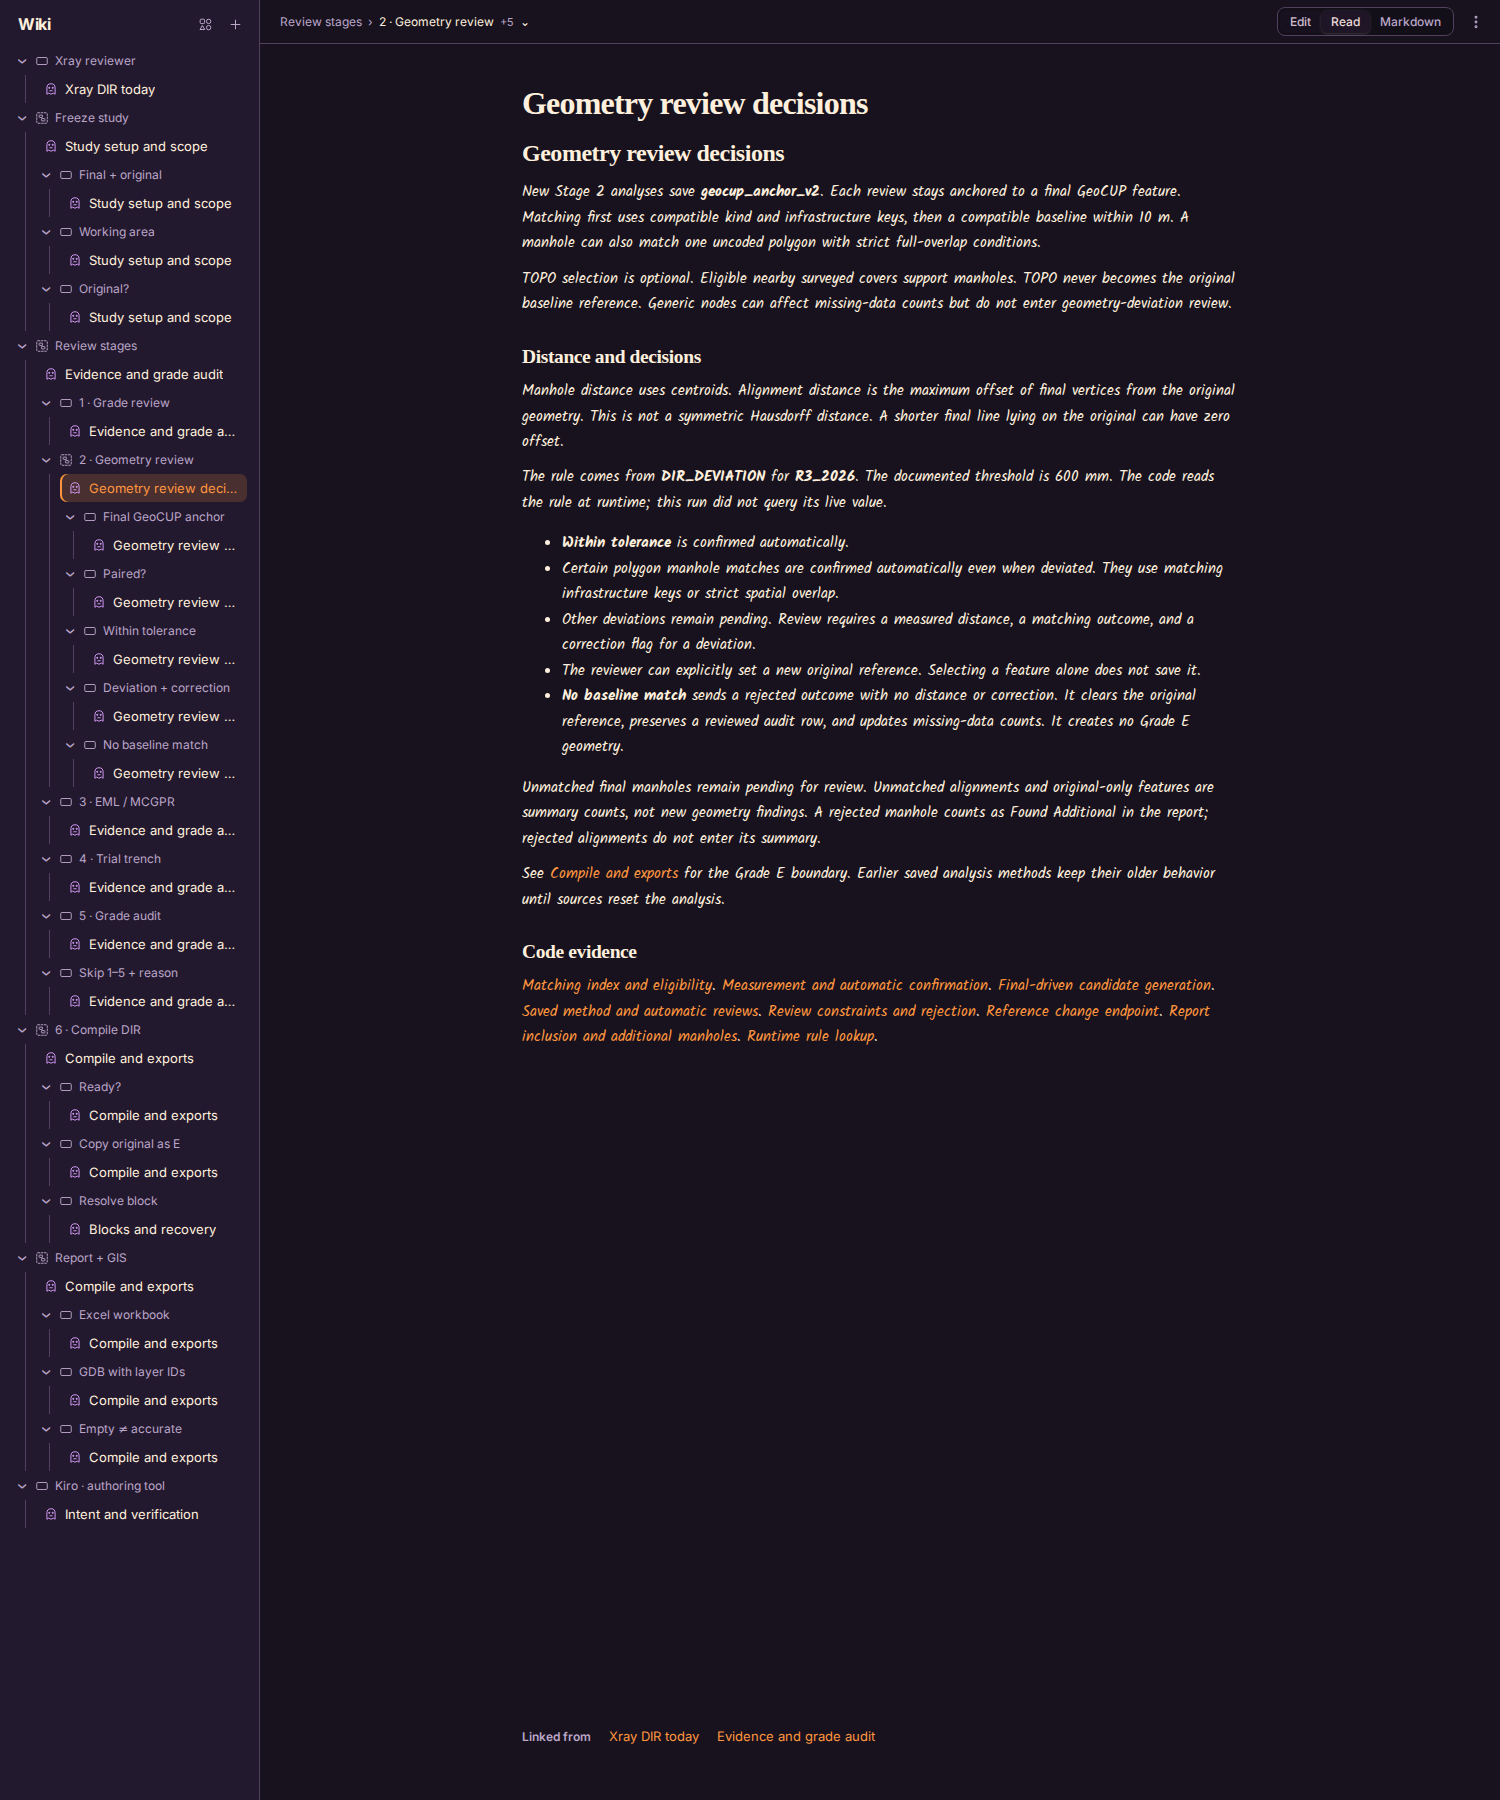 Wiki
Xray reviewer
Xray DIR today
Freeze study
Study setup and scope
Final + original
Study setup and scope
Working area
Study setup and scope
Original?
Study setup and scope
Review stages
Evidence and grade audit
1 · Grade review
Evidence and grade a...
2 · Geometry review
Geometry review deci...
Final GeoCUP anchor
Geometry review ...
Paired?
Geometry review ...
Within tolerance
Geometry review ...
Deviation + correction
Geometry review ...
No baseline match
Geometry review ...
3 · EML / MCGPR
Evidence and grade a...
4 · Trial trench
Evidence and grade a...
5 · Grade audit
Evidence and grade a...
Skip 1–5 + reason
Evidence and grade a...
6 · Compile DIR
Compile and exports
Ready?
Compile and exports
Copy original as E
Compile and exports
Resolve block
Blocks and recovery
Report + GIS
Compile and exports
Excel workbook
Compile and exports
GDB with layer IDs
Compile and exports
Empty ≠ accurate
Compile and exports
Kiro · authoring tool
Intent and verification
Review stages › 2 · Geometry review +5
Edit Read Markdown
Geometry review decisions
Geometry review decisions
New Stage 2 analyses save geocup_anchor_v2. Each review stays anchored to a final GeoCUP feature.
Matching first uses compatible kind and infrastructure keys, then a compatible baseline within 10 m. A
manhole can also match one uncoded polygon with strict full-overlap conditions.
TOPO selection is optional. Eligible nearby surveyed covers support manholes. TOPO never becomes the original
baseline reference. Generic nodes can affect missing-data counts but do not enter geometry-deviation review.
Distance and decisions
Manhole distance uses centroids. Alignment distance is the maximum offset of final vertices from the original
geometry. This is not a symmetric Hausdorff distance. A shorter final line lying on the original can have zero
offset.
The rule comes from DIR_DEVIATION for R3_2026. The documented threshold is 600 mm. The code reads
the rule at runtime; this run did not query its live value.
• Within tolerance is confirmed automatically.
• Certain polygon manhole matches are confirmed automatically even when deviated. They use matching
infrastructure keys or strict spatial overlap.
• Other deviations remain pending. Review requires a measured distance, a matching outcome, and a
correction flag for a deviation.
• The reviewer can explicitly set a new original reference. Selecting a feature alone does not save it.
• No baseline match sends a rejected outcome with no distance or correction. It clears the original
reference, preserves a reviewed audit row, and updates missing-data counts. It creates no Grade E
geometry.
Unmatched final manholes remain pending for review. Unmatched alignments and original-only features are
summary counts, not new geometry findings. A rejected manhole counts as Found Additional in the report;
rejected alignments do not enter its summary.
See Compile and exports for the Grade E boundary. Earlier saved analysis methods keep their older behavior
until sources reset the analysis.
Code evidence
Matching index and eligibility. Measurement and automatic confirmation. Final-driven candidate generation.
Saved method and automatic reviews. Review constraints and rejection. Reference change endpoint. Report
inclusion and additional manholes. Runtime rule lookup.
Linked from Xray DIR today Evidence and grade audit